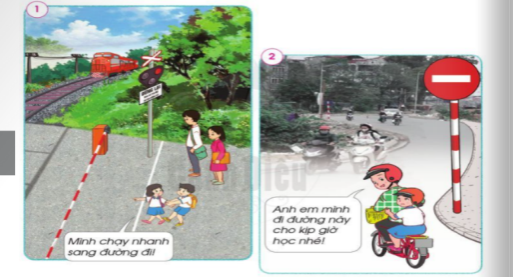 1
Mình chạy nhanh
sang đường đi!
2
Anh em mình
đi đường này
cho kịp giờ
học nhé!